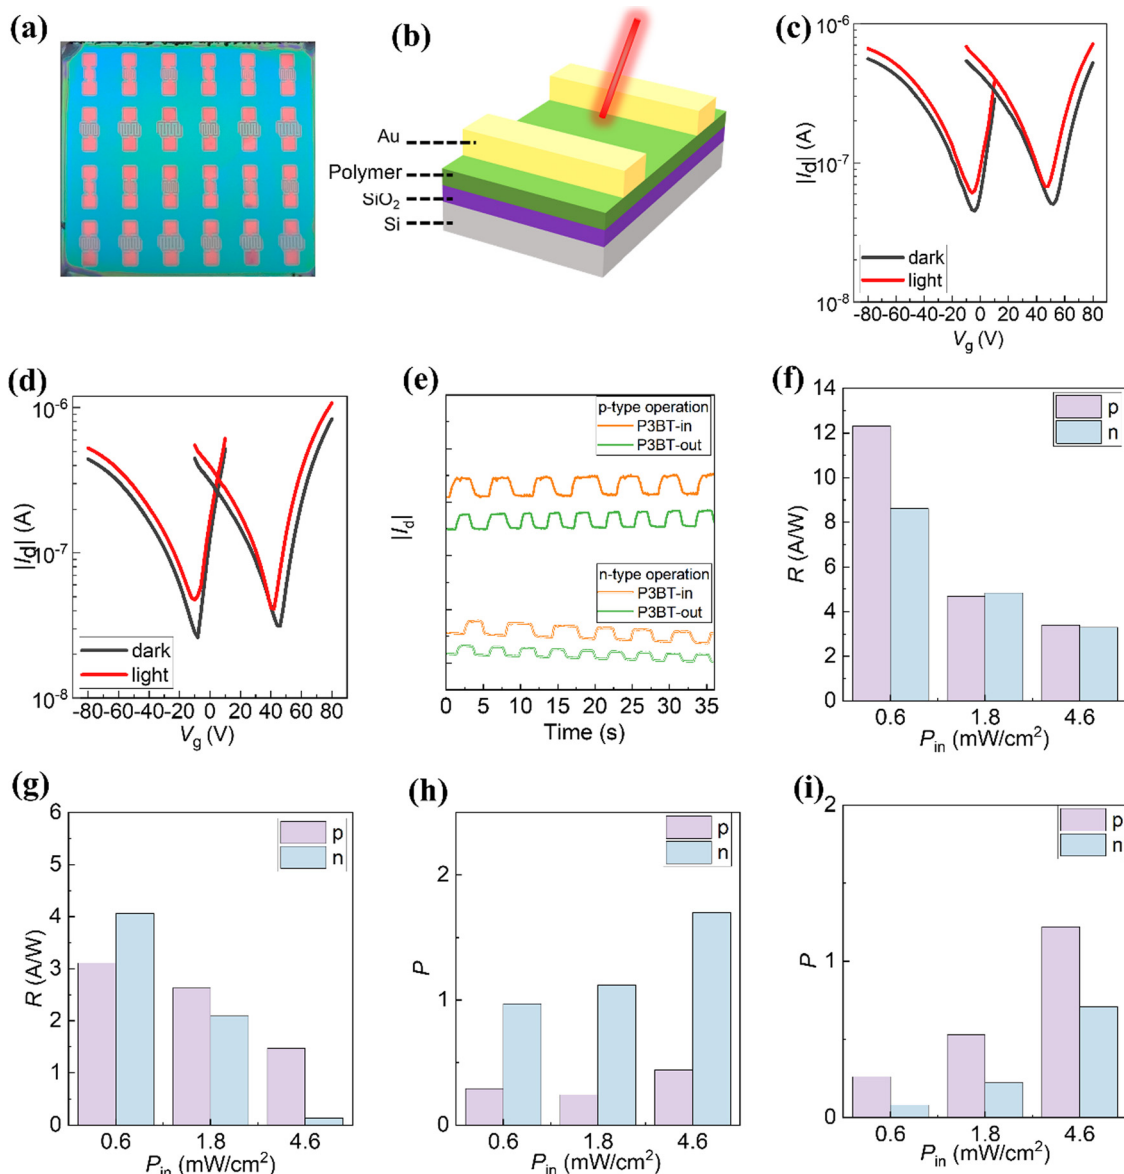 (a)
(b)
Au
Polymer
SiO2
Si
(c)
10-6
10-7
10-8
|Id| (A)
dark
light
-80-60-40-20 0 20 40 60 80
Vg (V)
(d)
10-6
10-7
10-8
|Id| (A)
dark
light
-80 -60 -40 -20 0 20 40 60 80
Vg (V)
(e)
|Id|
p-type operation
P3BT-in
P3BT-out
n-type operation
P3BT-in
P3BT-out
0 5 10 15 20 25 30 35
Time (s)
(f)
14
12
10
8
6
4
2
0
R (A/W)
p
n
0.6 1.8 4.6
Pin (mW/cm2)
(g)
6
5
4
3
2
1
0
R (A/W)
p
n
0.6 1.8 4.6
Pin (mW/cm2)
(h)
2
1
0
P
p
n
0.6 1.8 4.6
Pin (mW/cm2)
(i)
2
1
0
P
p
n
0.6 1.8 4.6
Pin (mW/cm2)